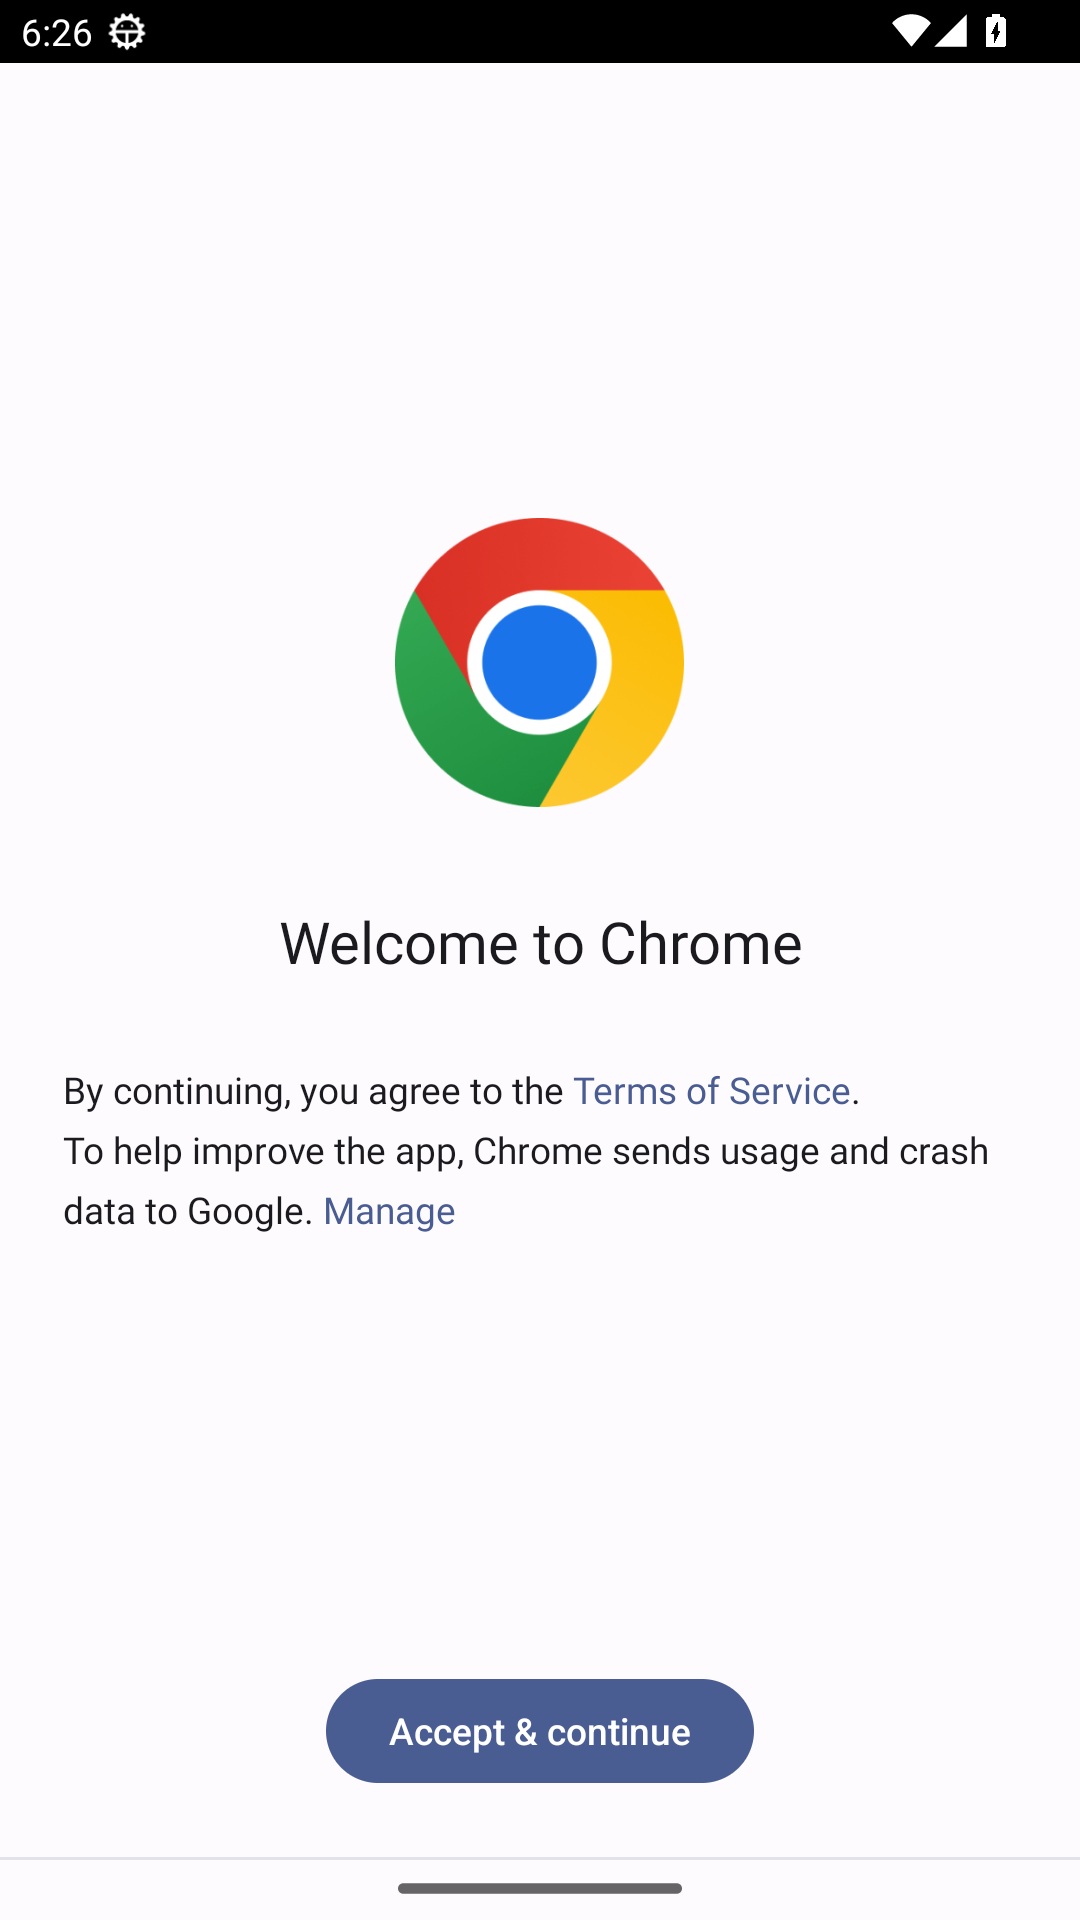 6:26
Welcome to Chrome
By continuing, you agree to the Terms of Service.
To help improve the app, Chrome sends usage and crash
data to Google. Manage
Accept & continue